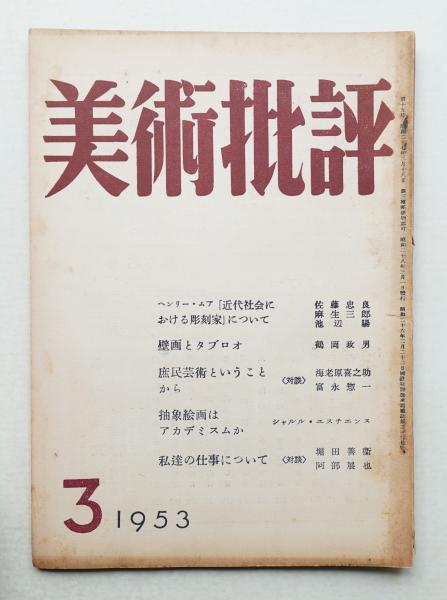 美術批評
ヘンリー・ムア「近代社会に
おける彫刻家」について
佐藤忠良
麻生三郎
池辺陽
壁画とタブロオ 鶴岡政男
庶民芸術ということ
から
〈対談〉
海老原喜之助
富永惣一
抽象絵画は
アカデミスムか
シャルル・エスチエンヌ
私達の仕事について 〈対談〉
堀田善衞
阿部展也
3 1953